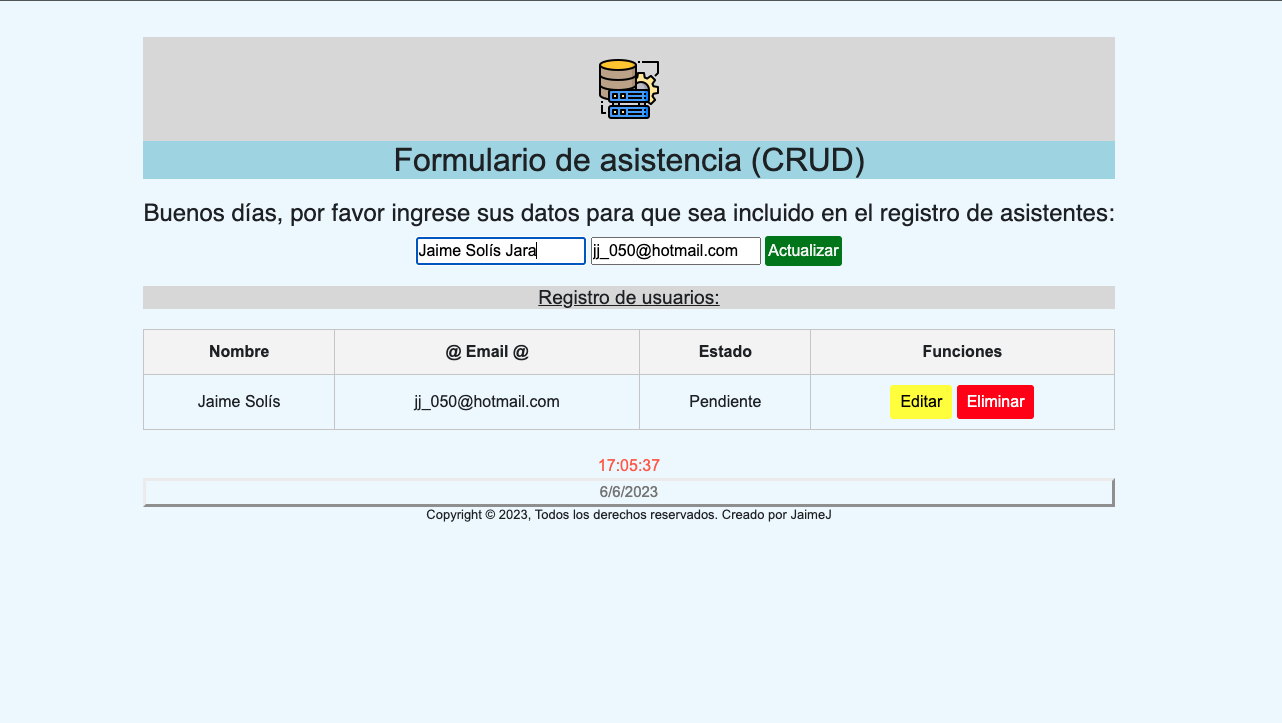 Formulario de asistencia (CRUD)
Buenos días, por favor ingrese sus datos para que sea incluido en el registro de asistentes:
Jaime Solís Jara jj_050@hotmail.com Actualizar
Registro de usuarios:
Nombre @ Email @ Estado Funciones
Jaime Solís jj_050@hotmail.com Pendiente Editar Eliminar
17:05:37
6/6/2023
Copyright © 2023, Todos los derechos reservados. Creado por JaimeJ